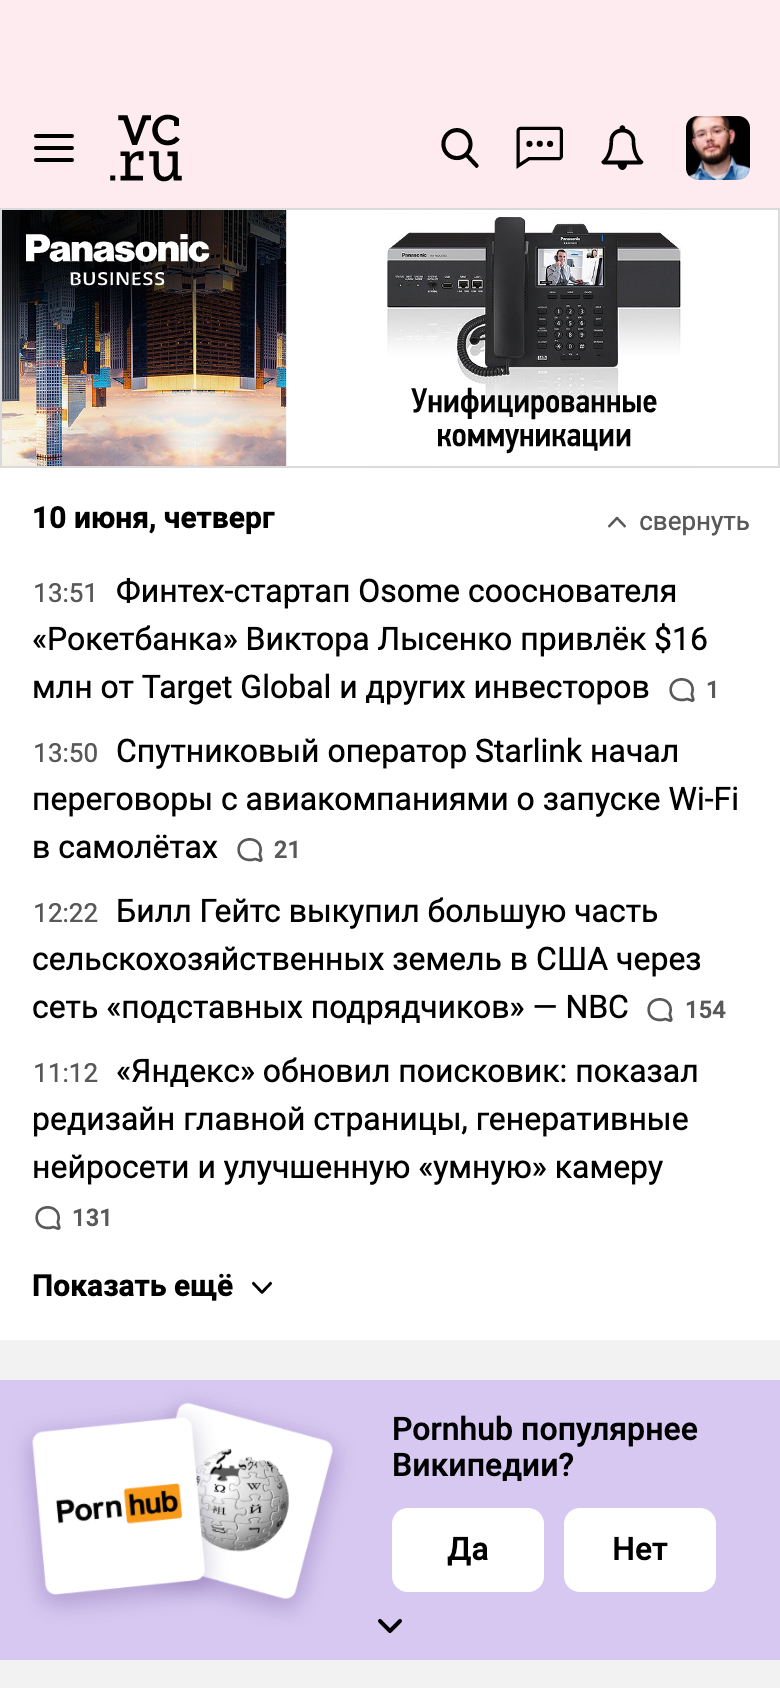 vc
.ru
Panasonic
BUSINESS
Panasonic
Panasonic
Унифицированные
коммуникации
10 июня, четверг
свернуть
13:51 Финтех-стартап Osome сооснователя
«Рокетбанка» Виктора Лысенко привлёк $16
млн от Target Global и других инвесторов 1
13:50 Спутниковый оператор Starlink начал
переговоры с авиакомпаниями о запуске Wi-Fi
в самолётах 21
12:22 Билл Гейтс выкупил большую часть
сельскохозяйственных земель в США через
сеть «подставных подрядчиков» — NBC 154
11:12 «Яндекс» обновил поисковик: показал
редизайн главной страницы, генеративные
нейросети и улучшенную «умную» камеру
131
Показать ещё
Porn hub
Ω W
И
Pornhub популярнее
Википедии?
Да Нет